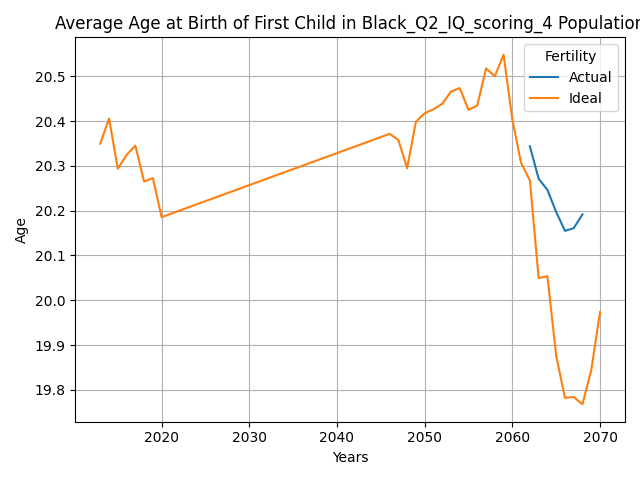 Average Age at Birth of First Child in Black_Q2_IQ_scoring_4 Population
Fertility
Actual
Ideal
20.5
20.4
20.3
20.2
20.1
20.0
19.9
19.8
Age
2020 2030 2040 2050 2060 2070
Years